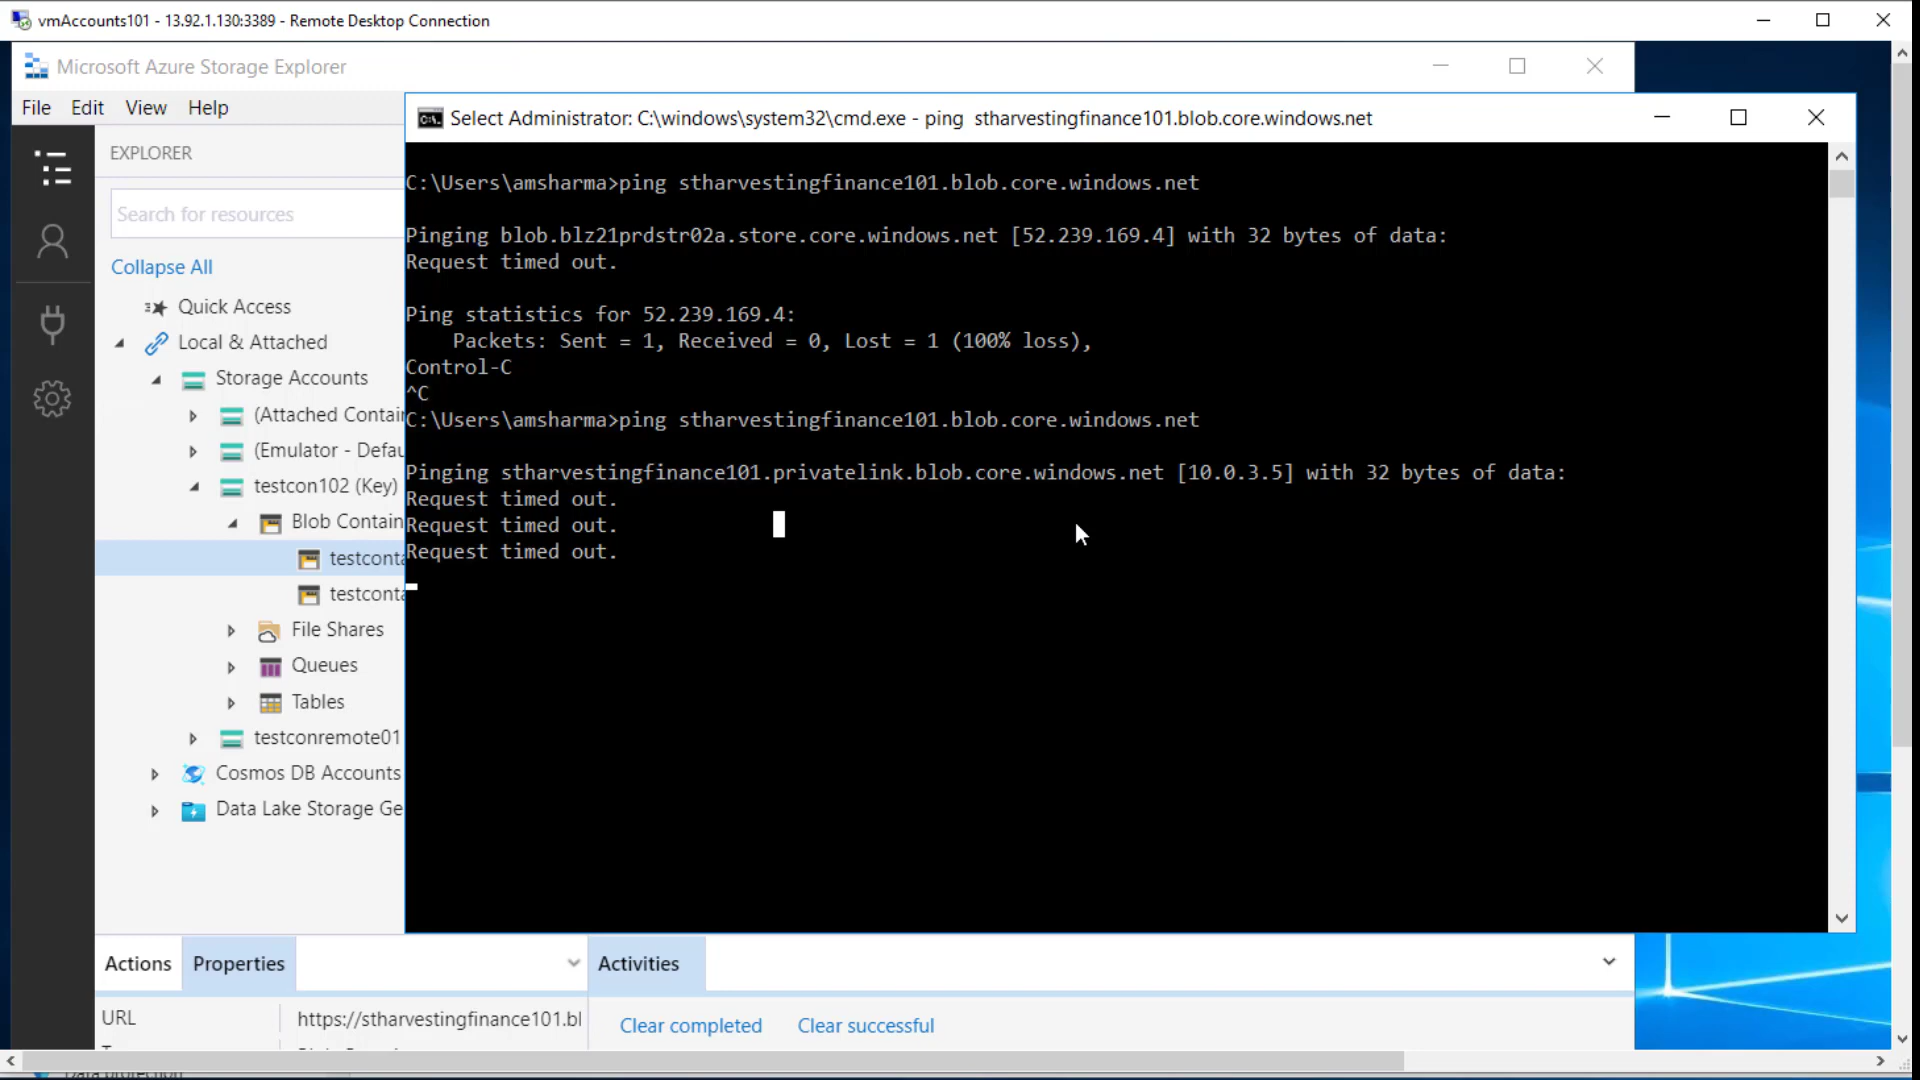 vmAccounts101 - 13.92.1.130:3389 - Remote Desktop Connection
Microsoft Azure Storage Explorer
File Edit View Help
Select Administrator: C:\windows\system32\cmd.exe - ping stharvestingfinance101.blob.core.windows.net
EXPLORER
Search for resources
Collapse All
Quick Access
Local & Attached
Storage Accounts
(Attached Contai
(Emulator - Defau
testcon102 (Key)
Blob Contain
testconta
testconta
File Shares
Queues
Tables
testconremote01
Cosmos DB Accounts
Data Lake Storage Ge
C:\Users\amsharma>ping stharvestingfinance101.blob.core.windows.net
Pinging blob.blz21prdstr02a.store.core.windows.net [52.239.169.4] with 32 bytes of data:
Request timed out.
Ping statistics for 52.239.169.4:
Packets: Sent = 1, Received = 0, Lost = 1 (100% loss),
Control-C
^C
C:\Users\amsharma>ping stharvestingfinance101.blob.core.windows.net
Pinging stharvestingfinance101.privatelink.blob.core.windows.net [10.0.3.5] with 32 bytes of data:
Request timed out.
Request timed out.
Request timed out.
Actions Properties
Activities
URL https://stharvestingfinance101.bl
Clear completed Clear successful
Data protection